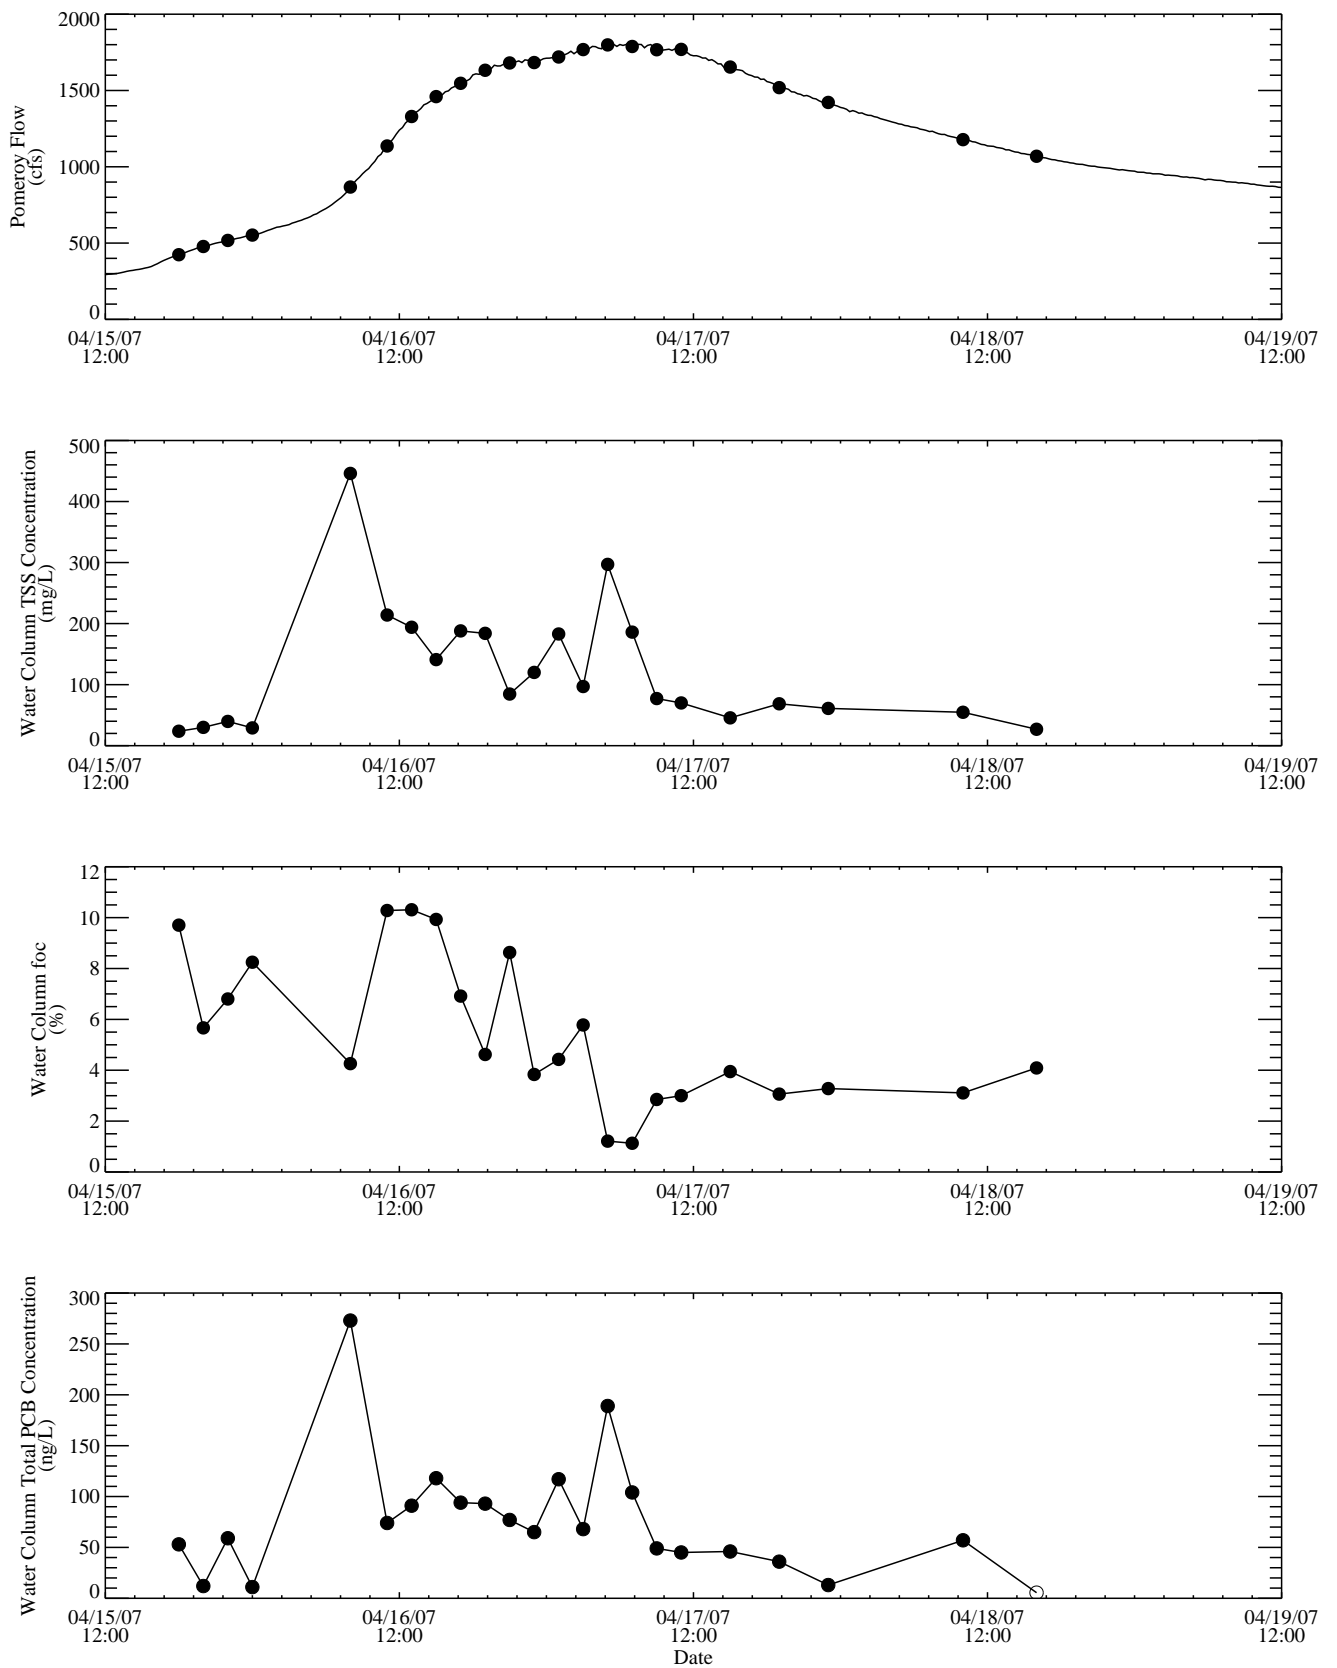 Pomeroy Flow
(cfs)
2000
1500
1000
500
0
04/15/07 04/16/07 04/17/07 04/18/07 04/19/07
12:00 12:00 12:00 12:00 12:00
Water Column TSS Concentration
(mg/L)
500
400
300
200
100
0
04/15/07 04/16/07 04/17/07 04/18/07 04/19/07
12:00 12:00 12:00 12:00 12:00
Water Column foc
(%)
12
10
8
6
4
2
0
04/15/07 04/16/07 04/17/07 04/18/07 04/19/07
12:00 12:00 12:00 12:00 12:00
Water Column Total PCB Concentration
(ng/L)
300
250
200
150
100
50
0
04/15/07 04/16/07 04/17/07 04/18/07 04/19/07
12:00 12:00 12:00 12:00 12:00
Date